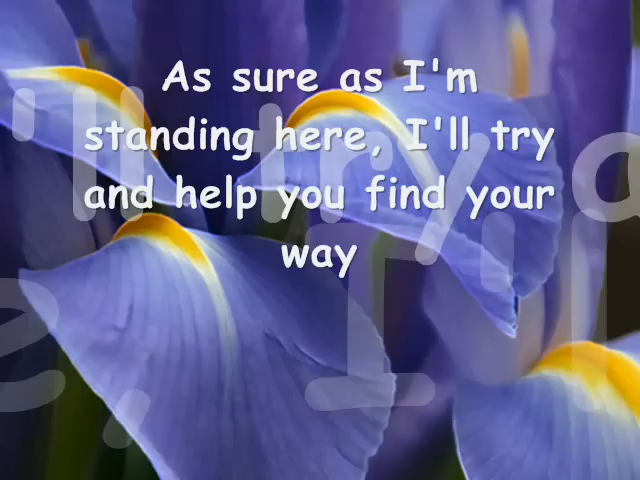 As sure as I'm
standing here, I'll try
and help you find your
way